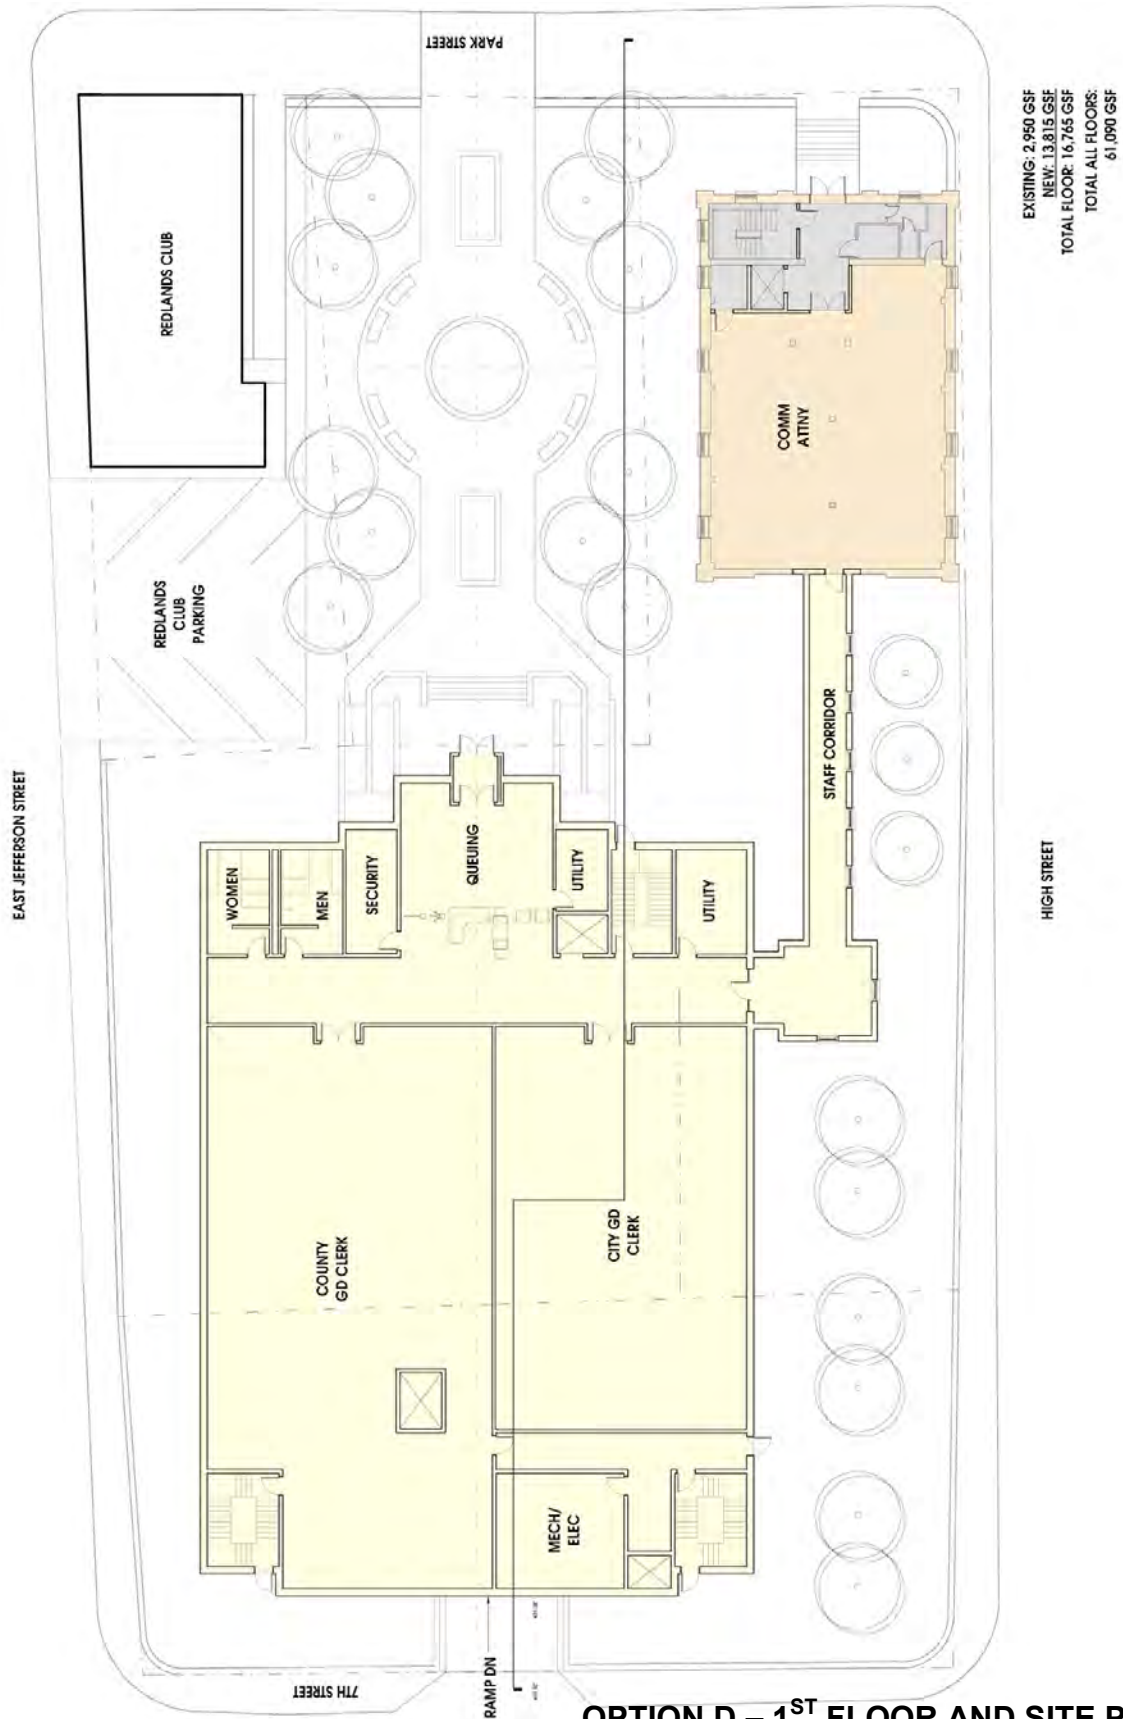 PARK STREET
REDLANDS CLUB
EXISTING: 2,950 GSF
NEW: 13,815 GSF
TOTAL FLOOR: 16,765 GSF
TOTAL ALL FLOORS:
61,090 GSF
COMM
ATTNY
REDLANDS
CLUB
PARKING
STAFF CORRIDOR
EAST JEFFERSON STREET
HIGH STREET
QUEUING
WOMEN
MEN
SECURITY
UTILITY
UTILITY
COUNTY
GD CLERK
CITY GD
CLERK
MECH/
ELEC
7TH STREET
RAMP DN
OPTION D – 1ST FLOOR AND SITE P